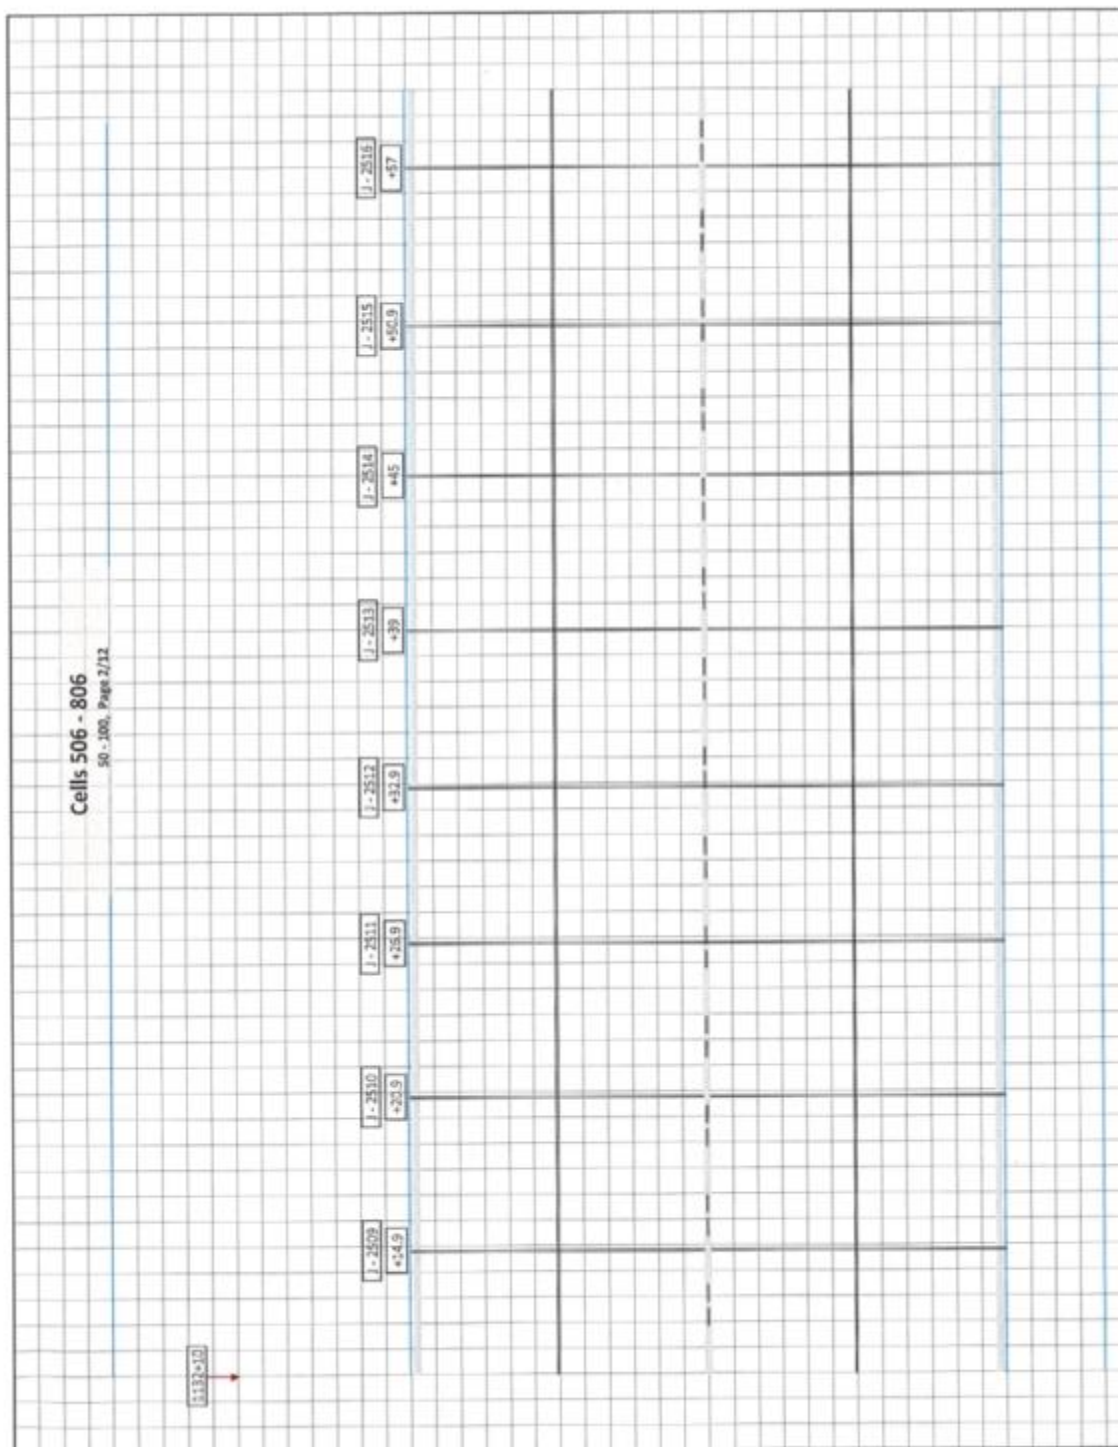 Cells 506 - 806
50 - 100, Page 2/12
1132+10
J - 2509
+14.9
J - 2510
+20.9
J - 2511
+26.9
J - 2512
+32.9
J - 2513
+39
J - 2514
+45
J - 2515
+50.9
J - 2516
+57